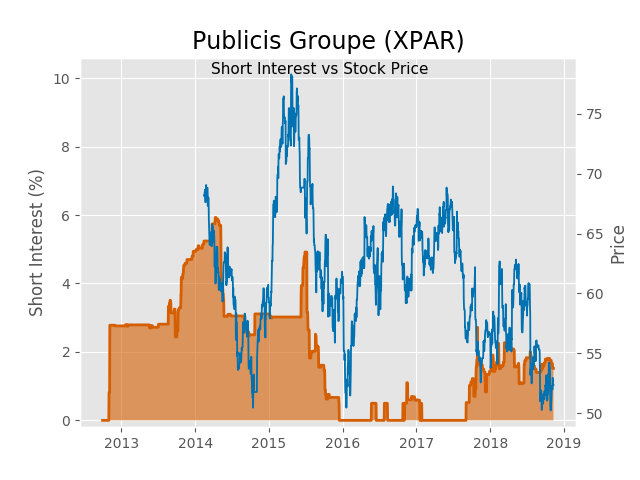 Publicis Groupe (XPAR)
Short Interest vs Stock Price
Short Interest (%)
10
8
6
4
2
0
75
70
65
60
55
50
Price
2013 2014 2015 2016 2017 2018 2019